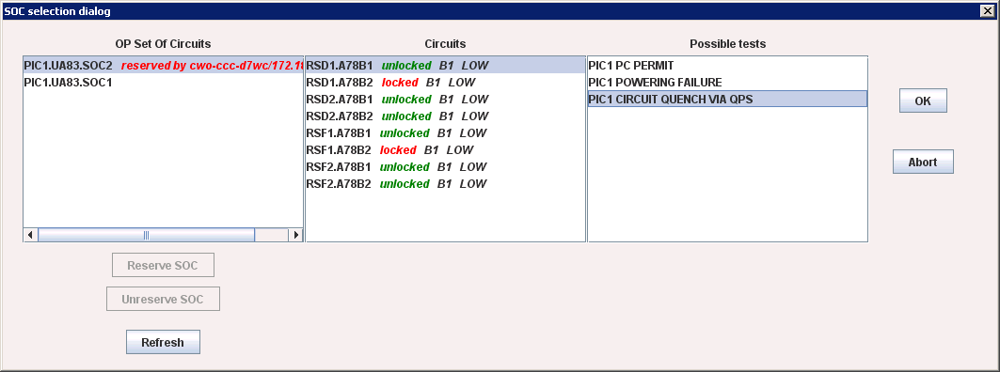 SOC selection dialog
OP Set Of Circuits
Circuits
Possible tests
PIC1.UA83.SOC2 reserved by cwo-ccc-d7wc/172.18
PIC1.UA83.SOC1
RSD1.A78B1 unlocked B1 LOW
RSD1.A78B2 locked B1 LOW
RSD2.A78B1 unlocked B1 LOW
RSD2.A78B2 unlocked B1 LOW
RSF1.A78B1 unlocked B1 LOW
RSF1.A78B2 locked B1 LOW
RSF2.A78B1 unlocked B1 LOW
RSF2.A78B2 unlocked B1 LOW
PIC1 PC PERMIT
PIC1 POWERING FAILURE
PIC1 CIRCUIT QUENCH VIA QPS
OK
Abort
Reserve SOC
Unreserve SOC
Refresh